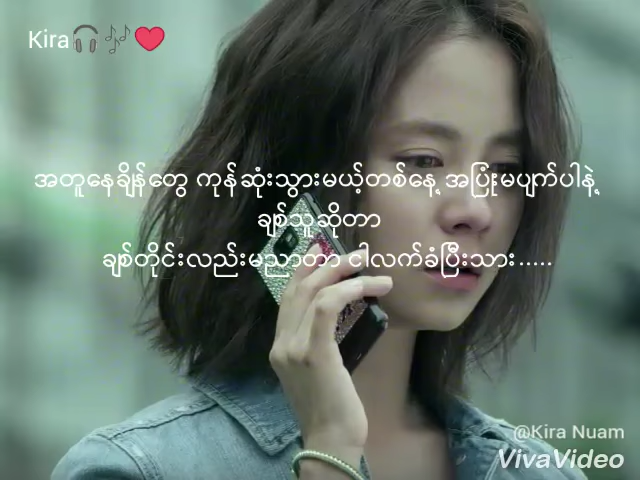 Kira🎧🎶❤️
အတူနေချိန်တွေ ကုန်ဆုံးသွားမယ့်တစ်နေ့ အပြုံးမပျက်ပါနဲ့
ချစ်သူဆိုတာ
ချစ်တိုင်းလည်းမညာတာ ငါလက်ခံပြီးသား.....
@Kira Nuam
VivaVideo